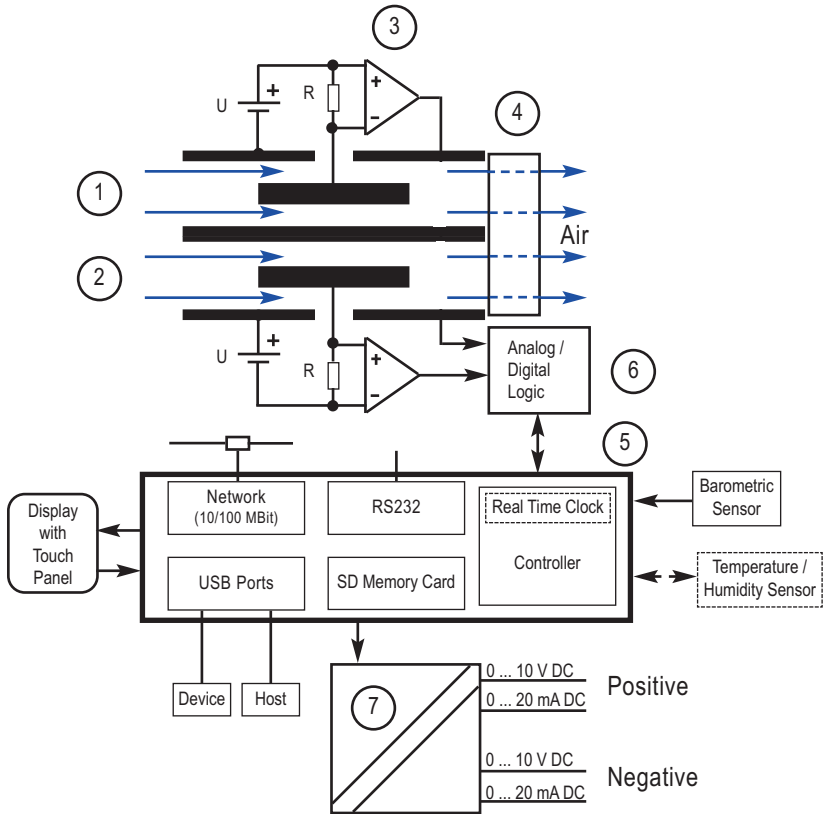 3
+
U
R
+
−
4
1
Air
2
+
U
R
+
−
Analog /
Digital
Logic
6
5
Display
with
Touch
Panel
Network
(10/100 MBit)
RS232
Real Time Clock
Controller
USB Ports
SD Memory Card
Barometric
Sensor
Temperature /
Humidity Sensor
Device
Host
7
0 ... 10 V DC
0 ... 20 mA DC
Positive
0 ... 10 V DC
0 ... 20 mA DC
Negative